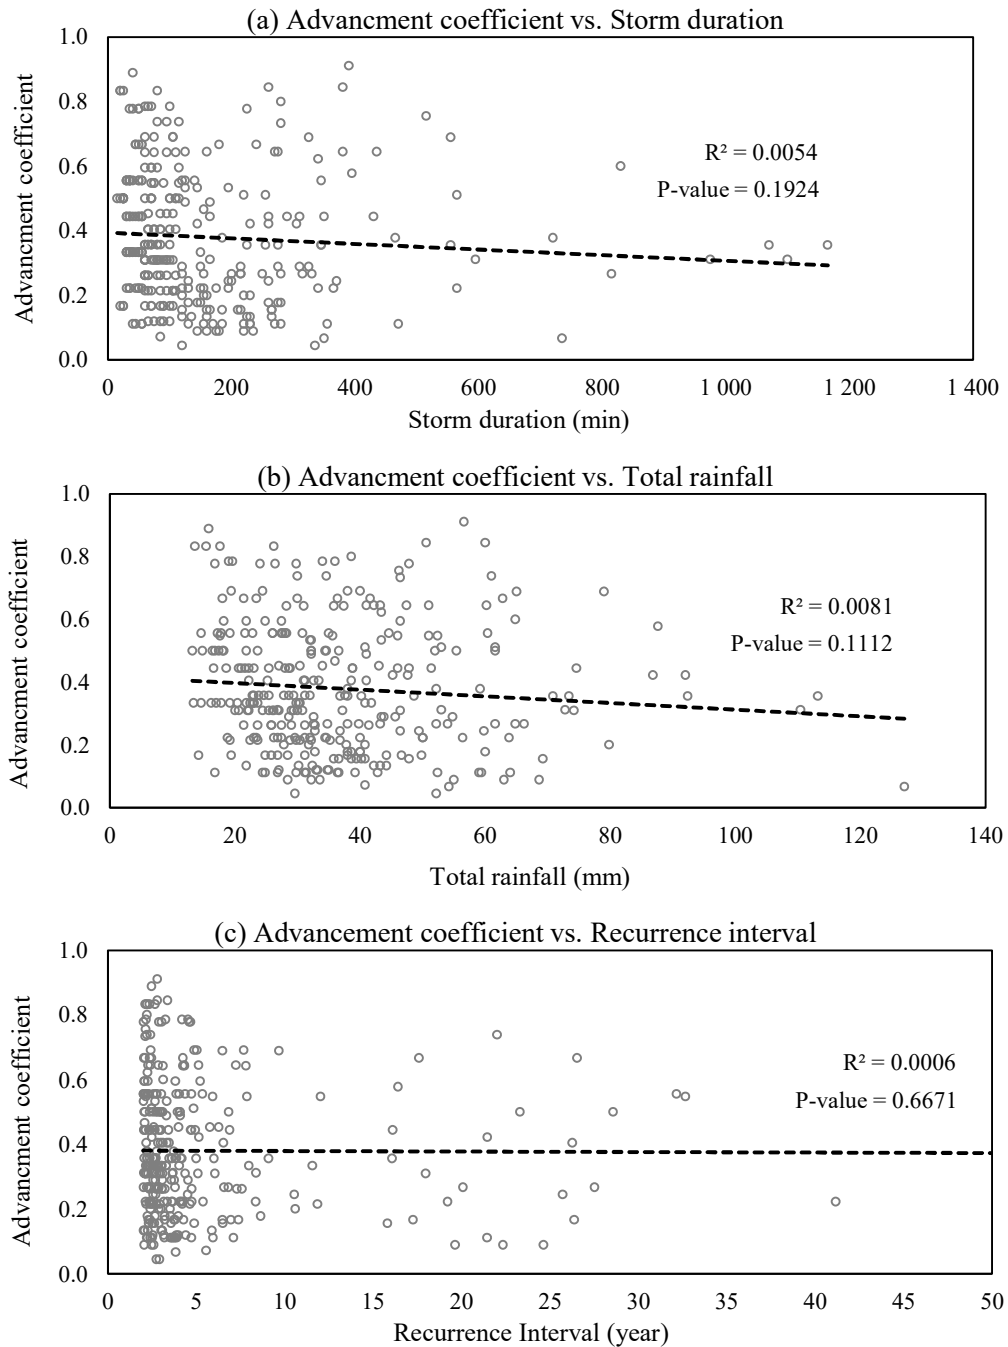 (a) Advancment coefficient vs. Storm duration
1.0
0.8
0.6
0.4
0.2
0.0
Advancment coefficient
R² = 0.0054
P-value = 0.1924
0 200 400 600 800 1 000 1 200 1 400
Storm duration (min)
(b) Advancment coefficient vs. Total rainfall
1.0
0.8
0.6
0.4
0.2
0.0
Advancment coefficient
R² = 0.0081
P-value = 0.1112
0 20 40 60 80 100 120 140
Total rainfall (mm)
(c) Advancement coefficient vs. Recurrence interval
1.0
0.8
0.6
0.4
0.2
0.0
Advancment coefficient
R² = 0.0006
P-value = 0.6671
0 5 10 15 20 25 30 35 40 45 50
Recurrence Interval (year)